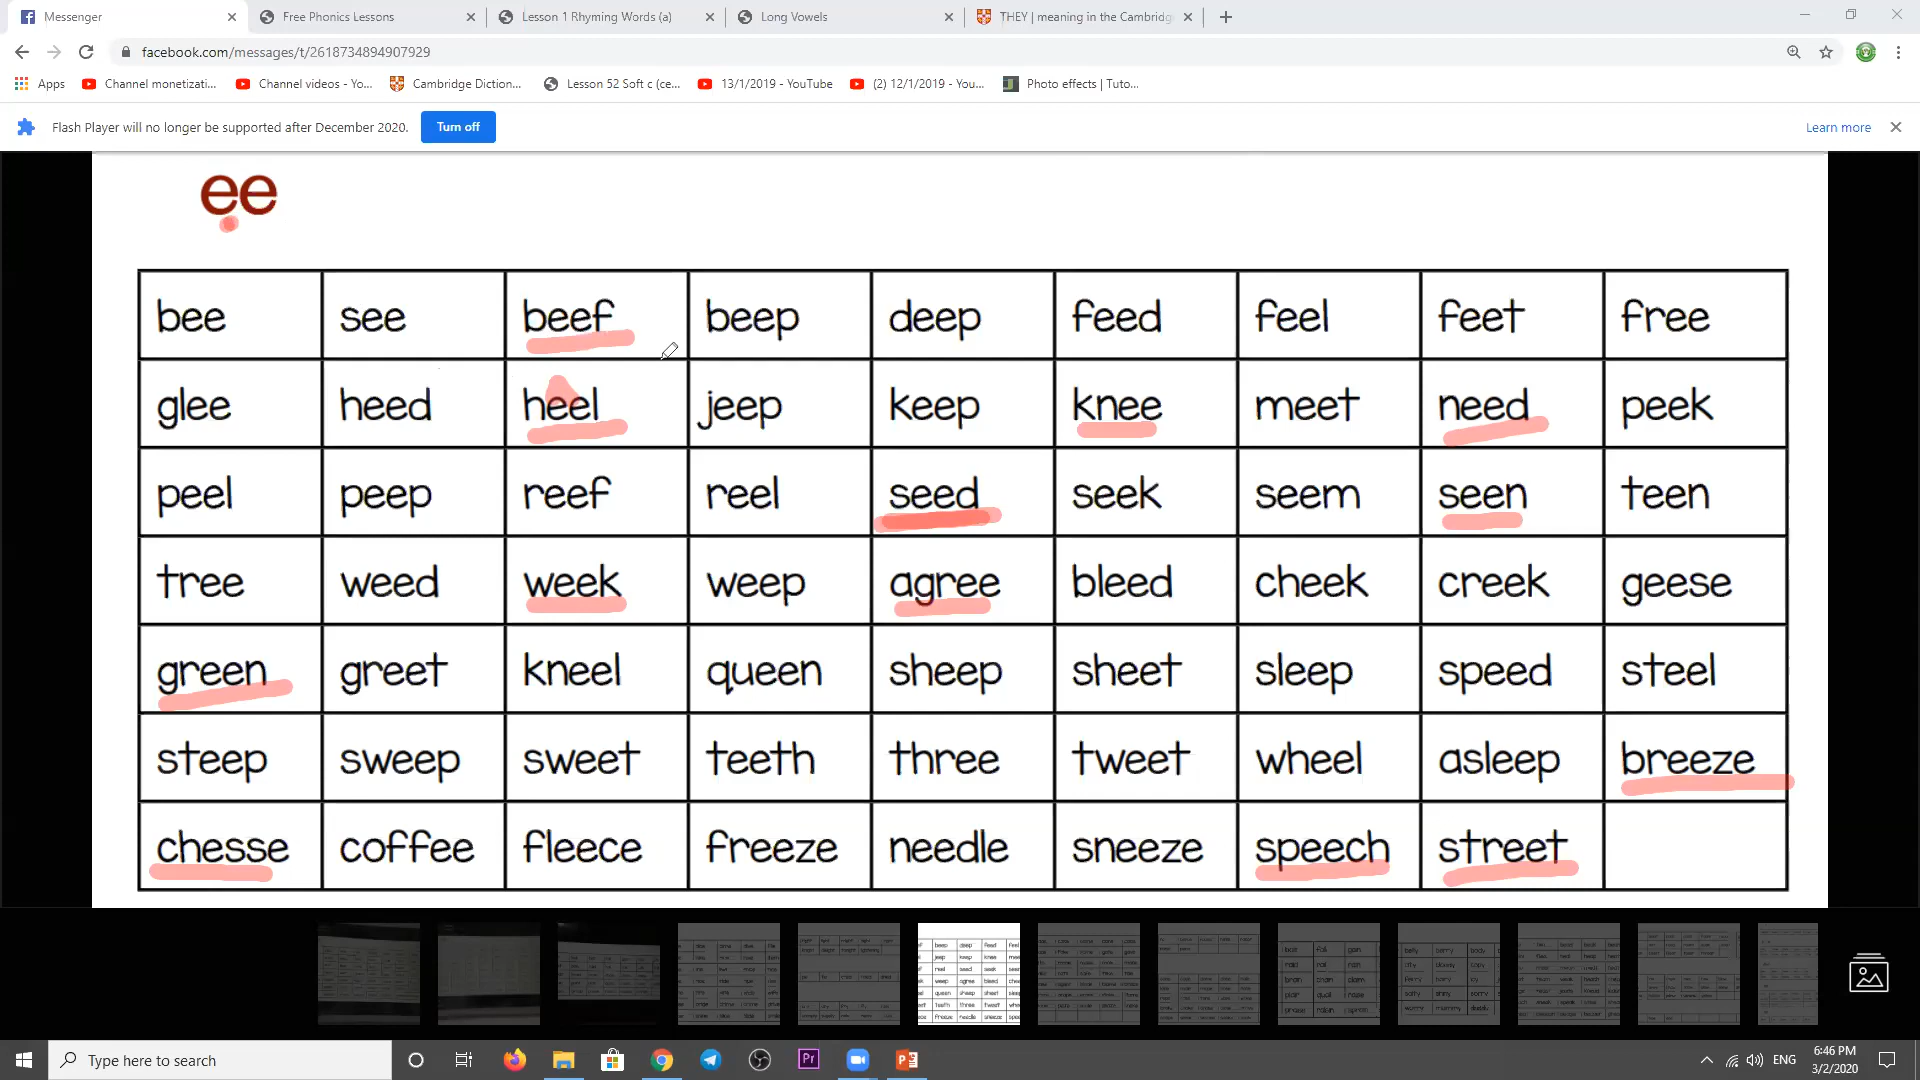 Messenger Free Phonics Lessons Lesson 1 Rhyming Words (a) Long Vowels THEY | meaning in the Cambridg
facebook.com/messages/t/2618734894907929
Apps Channel monetizati... Channel videos - Yo... Cambridge Diction... Lesson 52 Soft c (ce... 13/1/2019 - YouTube (2) 12/1/2019 - You... Photo effects | Tuto...
Flash Player will no longer be supported after December 2020. Turn off Learn more
ee
bee see beef beep deep feed feel feet free
glee heed heel jeep keep knee meet need peek
peel peep reef reel seed seek seem seen teen
tree weed week weep agree bleed cheek creek geese
green greet kneel queen sheep sheet sleep speed steel
steep sweep sweet teeth three tweet wheel asleep breeze
chesse coffee fleece freeze needle sneeze speech street
Type here to search Pr ENG 6:46 PM
3/2/2020